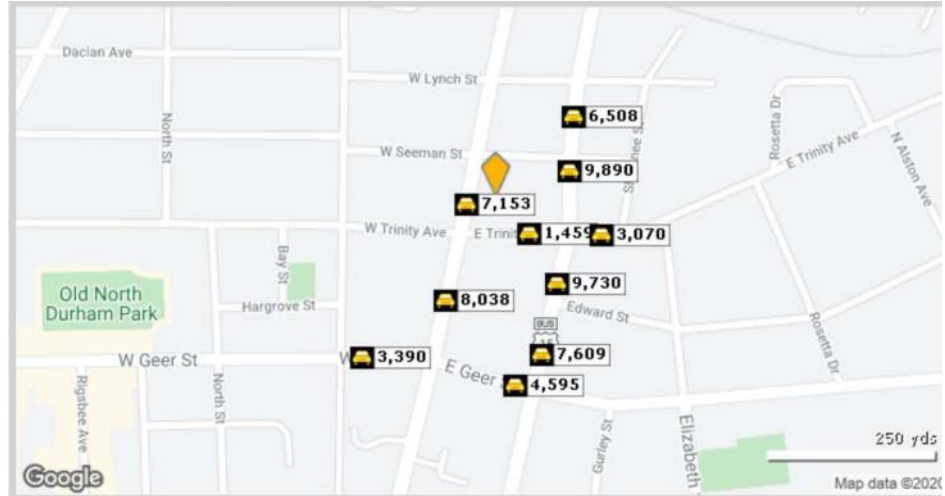 Dacian Ave
W Lynch St
6,508
Rosetta Dr
North St
E Trinity Ave
N Alston Ave
W Seeman St
9,890
7,153
W Trinity Ave
E Trinit
1,459
3,070
Bay St
9,730
Old North
Durham Park
8,038
Hargrove St
Edward St
BUS
15
Rosetta Dr
W Geer St
W
3,390
7,609
E Geer
4,595
Rigsbee Ave
North St
Gurley St
Elizabeth
250 yds
Google
Map data ©2020